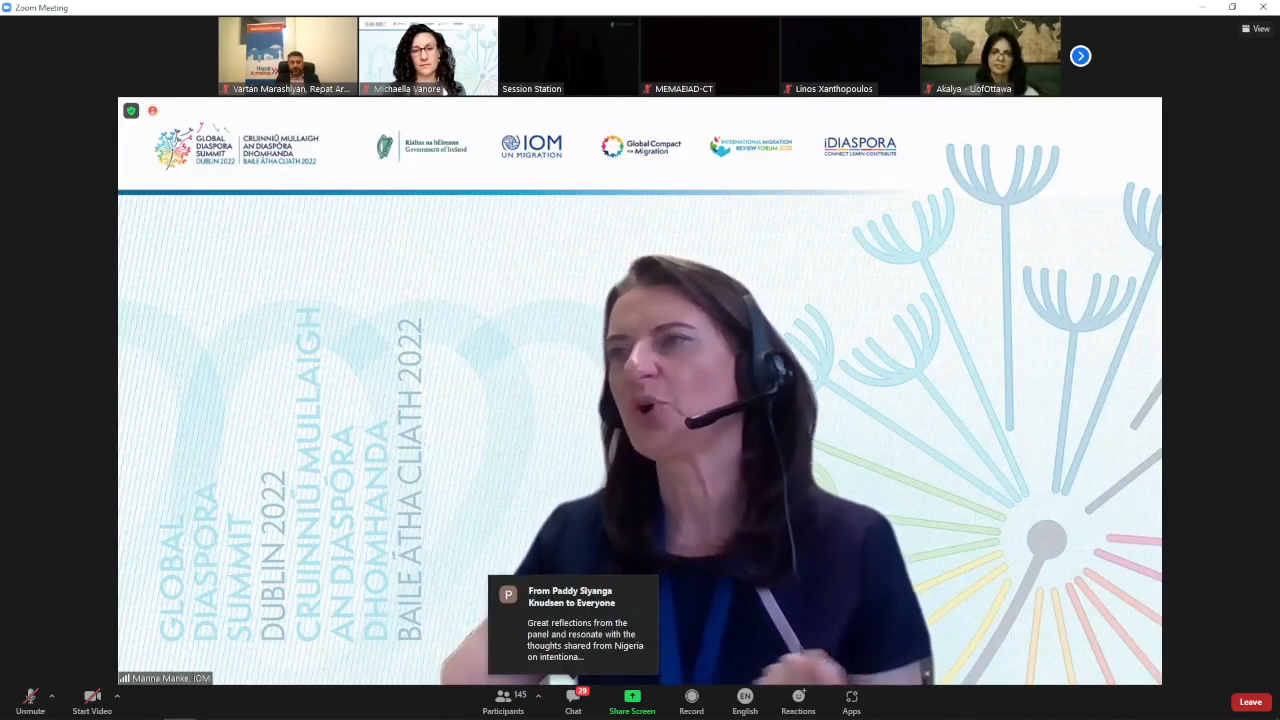 Zoom Meeting
View
Vartan Marashlyan, Repat Ar...
Michaella Vanore
Session Station
MEMAEIAD-CT
Linos Xanthopoulos
Akalya - UofOttawa
GLOBAL
DIASPORA
SUMMIT
DUBLIN 2022
CRUINNIÚ MULLAIGH
AN DIASPÓRA
DHOMHANDA
BAILE ÁTHA CLIATH 2022
Rialtas na hÉireann
Government of Ireland
IOM
UN MIGRATION
Global Compact
FOR Migration
INTERNATIONAL MIGRATION
REVIEW FORUM 2022
iDIASPORA
CONNECT LEARN CONTRIBUTE
GLOBAL
DIASPORA
SUMMIT
DUBLIN 2022
CRUINNIÚ MULLAIGH
AN DIASPÓRA
DHOMHANDA
BAILE ÁTHA CLIATH 2022
P
From Paddy Siyanga
Knudsen to Everyone
Great reflections from the
panel and resonate with the
thoughts shared from Nigeria
on intentiona...
Marina Manke, IOM
Unmute
Start Video
145
Participants
29
Chat
Share Screen
Record
EN
English
Reactions
Apps
Leave